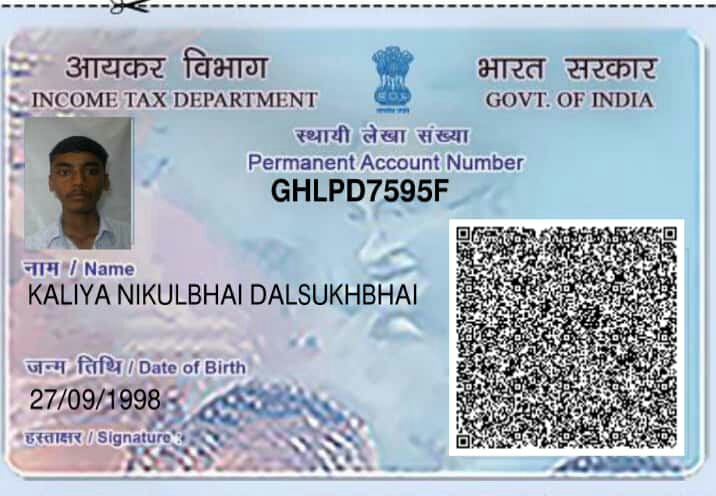 आयकर विभाग
INCOME TAX DEPARTMENT
भारत सरकार
GOVT. OF INDIA
स्थायी लेखा संख्या
Permanent Account Number
GHLPD7595F
नाम / Name
KALIYA NIKULBHAI DALSUKHBHAI
जन्म तिथि / Date of Birth
27/09/1998
हस्ताक्षर / Signature :